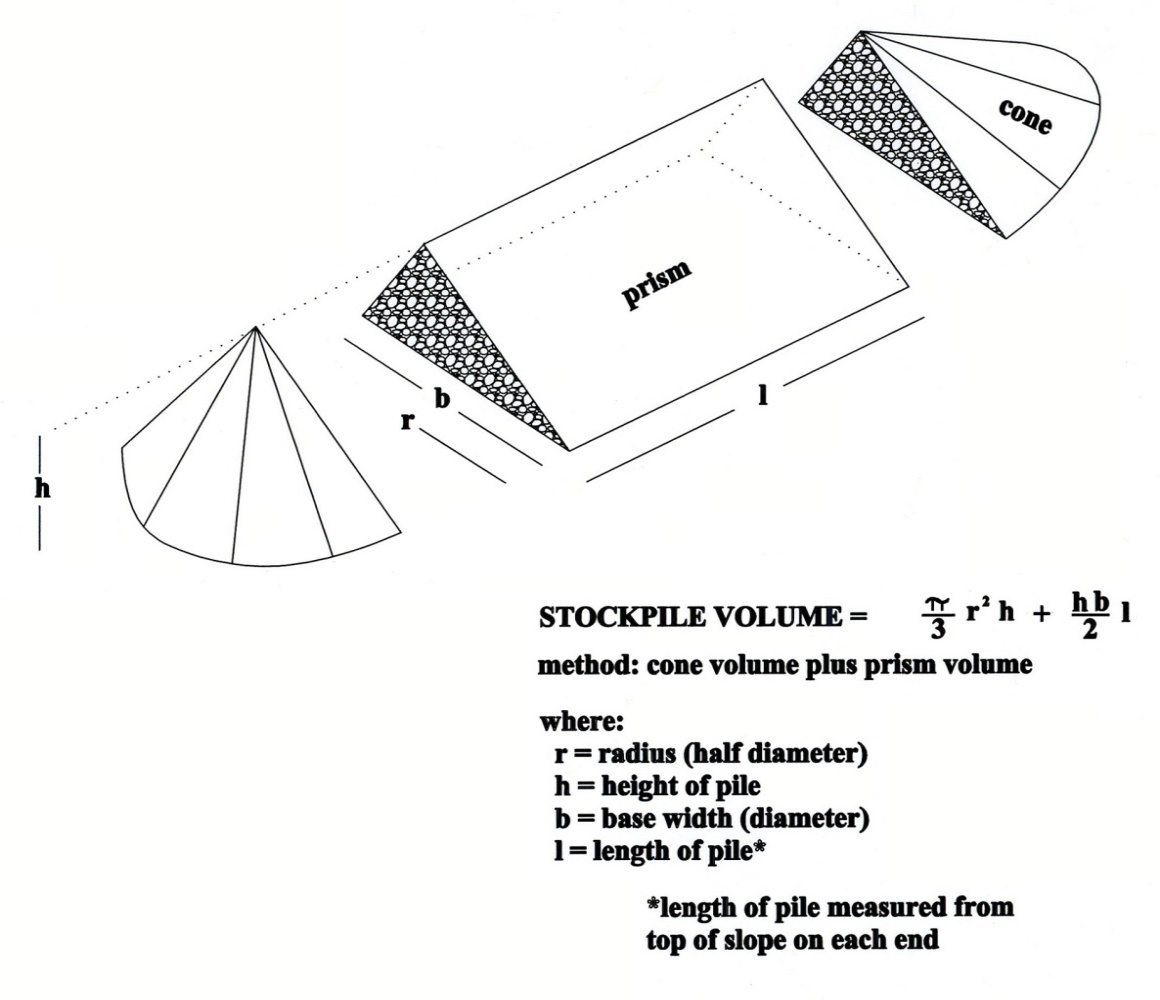 cone
prism
b
r
l
h
STOCKPILE VOLUME = π/3 r² h + hb/2 l
method: cone volume plus prism volume
where:
r = radius (half diameter)
h = height of pile
b = base width (diameter)
l = length of pile*
*length of pile measured from
top of slope on each end